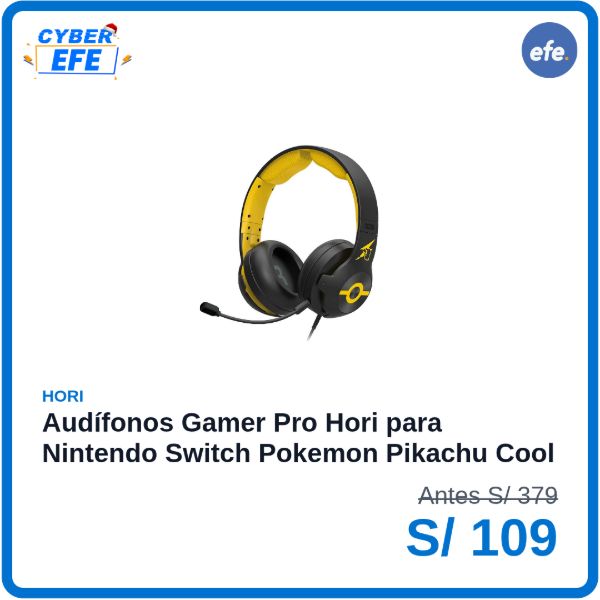 CYBER
EFE
efe.
HORI
Audífonos Gamer Pro Hori para
Nintendo Switch Pokemon Pikachu Cool
Antes S/ 379
S/ 109